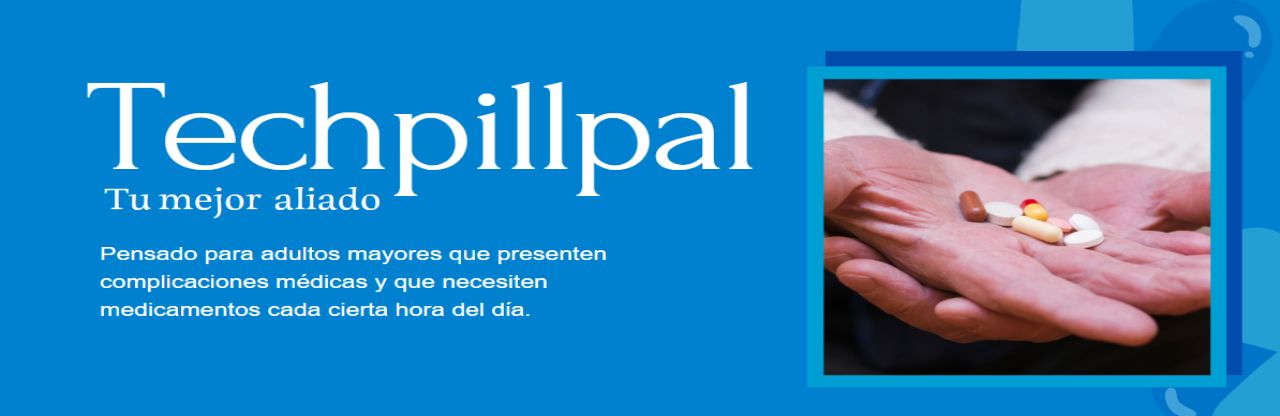 Techpillpal
Tu mejor aliado
Pensado para adultos mayores que presenten
complicaciones médicas y que necesiten
medicamentos cada cierta hora del día.